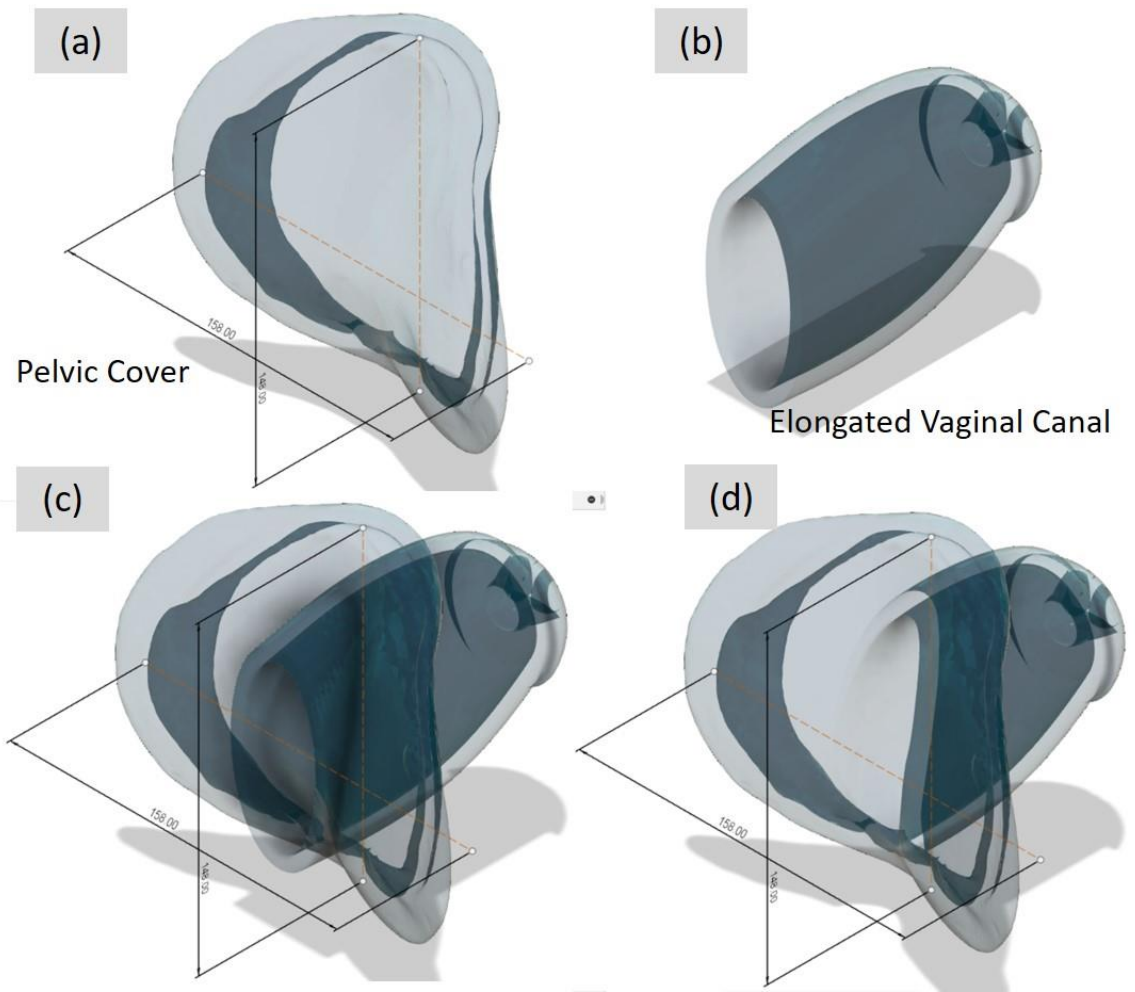 (a)
(b)
158.00
148.00
Pelvic Cover
Elongated Vaginal Canal
(c)
(d)
158.00
148.00
158.00
148.00